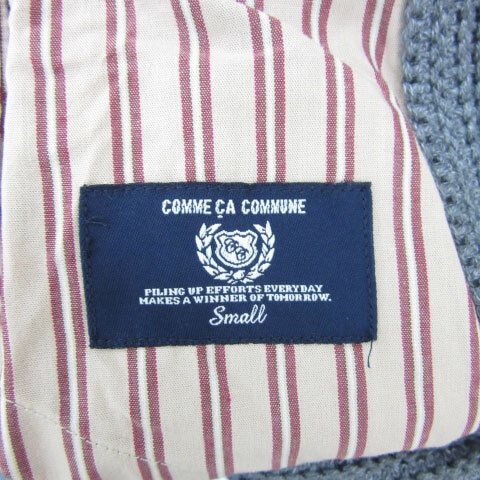 COMME ÇA COMMUNE
PILING UP EFFORTS EVERYDAY
MAKES A WINNER OF TOMORROW.
Small